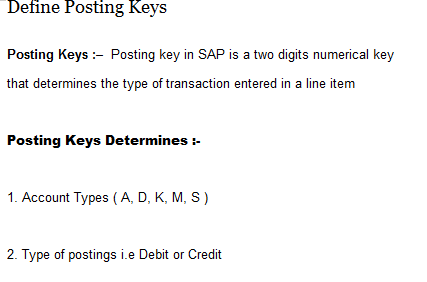 Define Posting Keys
Posting Keys :– Posting key in SAP is a two digits numerical key
that determines the type of transaction entered in a line item
Posting Keys Determines :-
1. Account Types ( A, D, K, M, S )
2. Type of postings i.e Debit or Credit